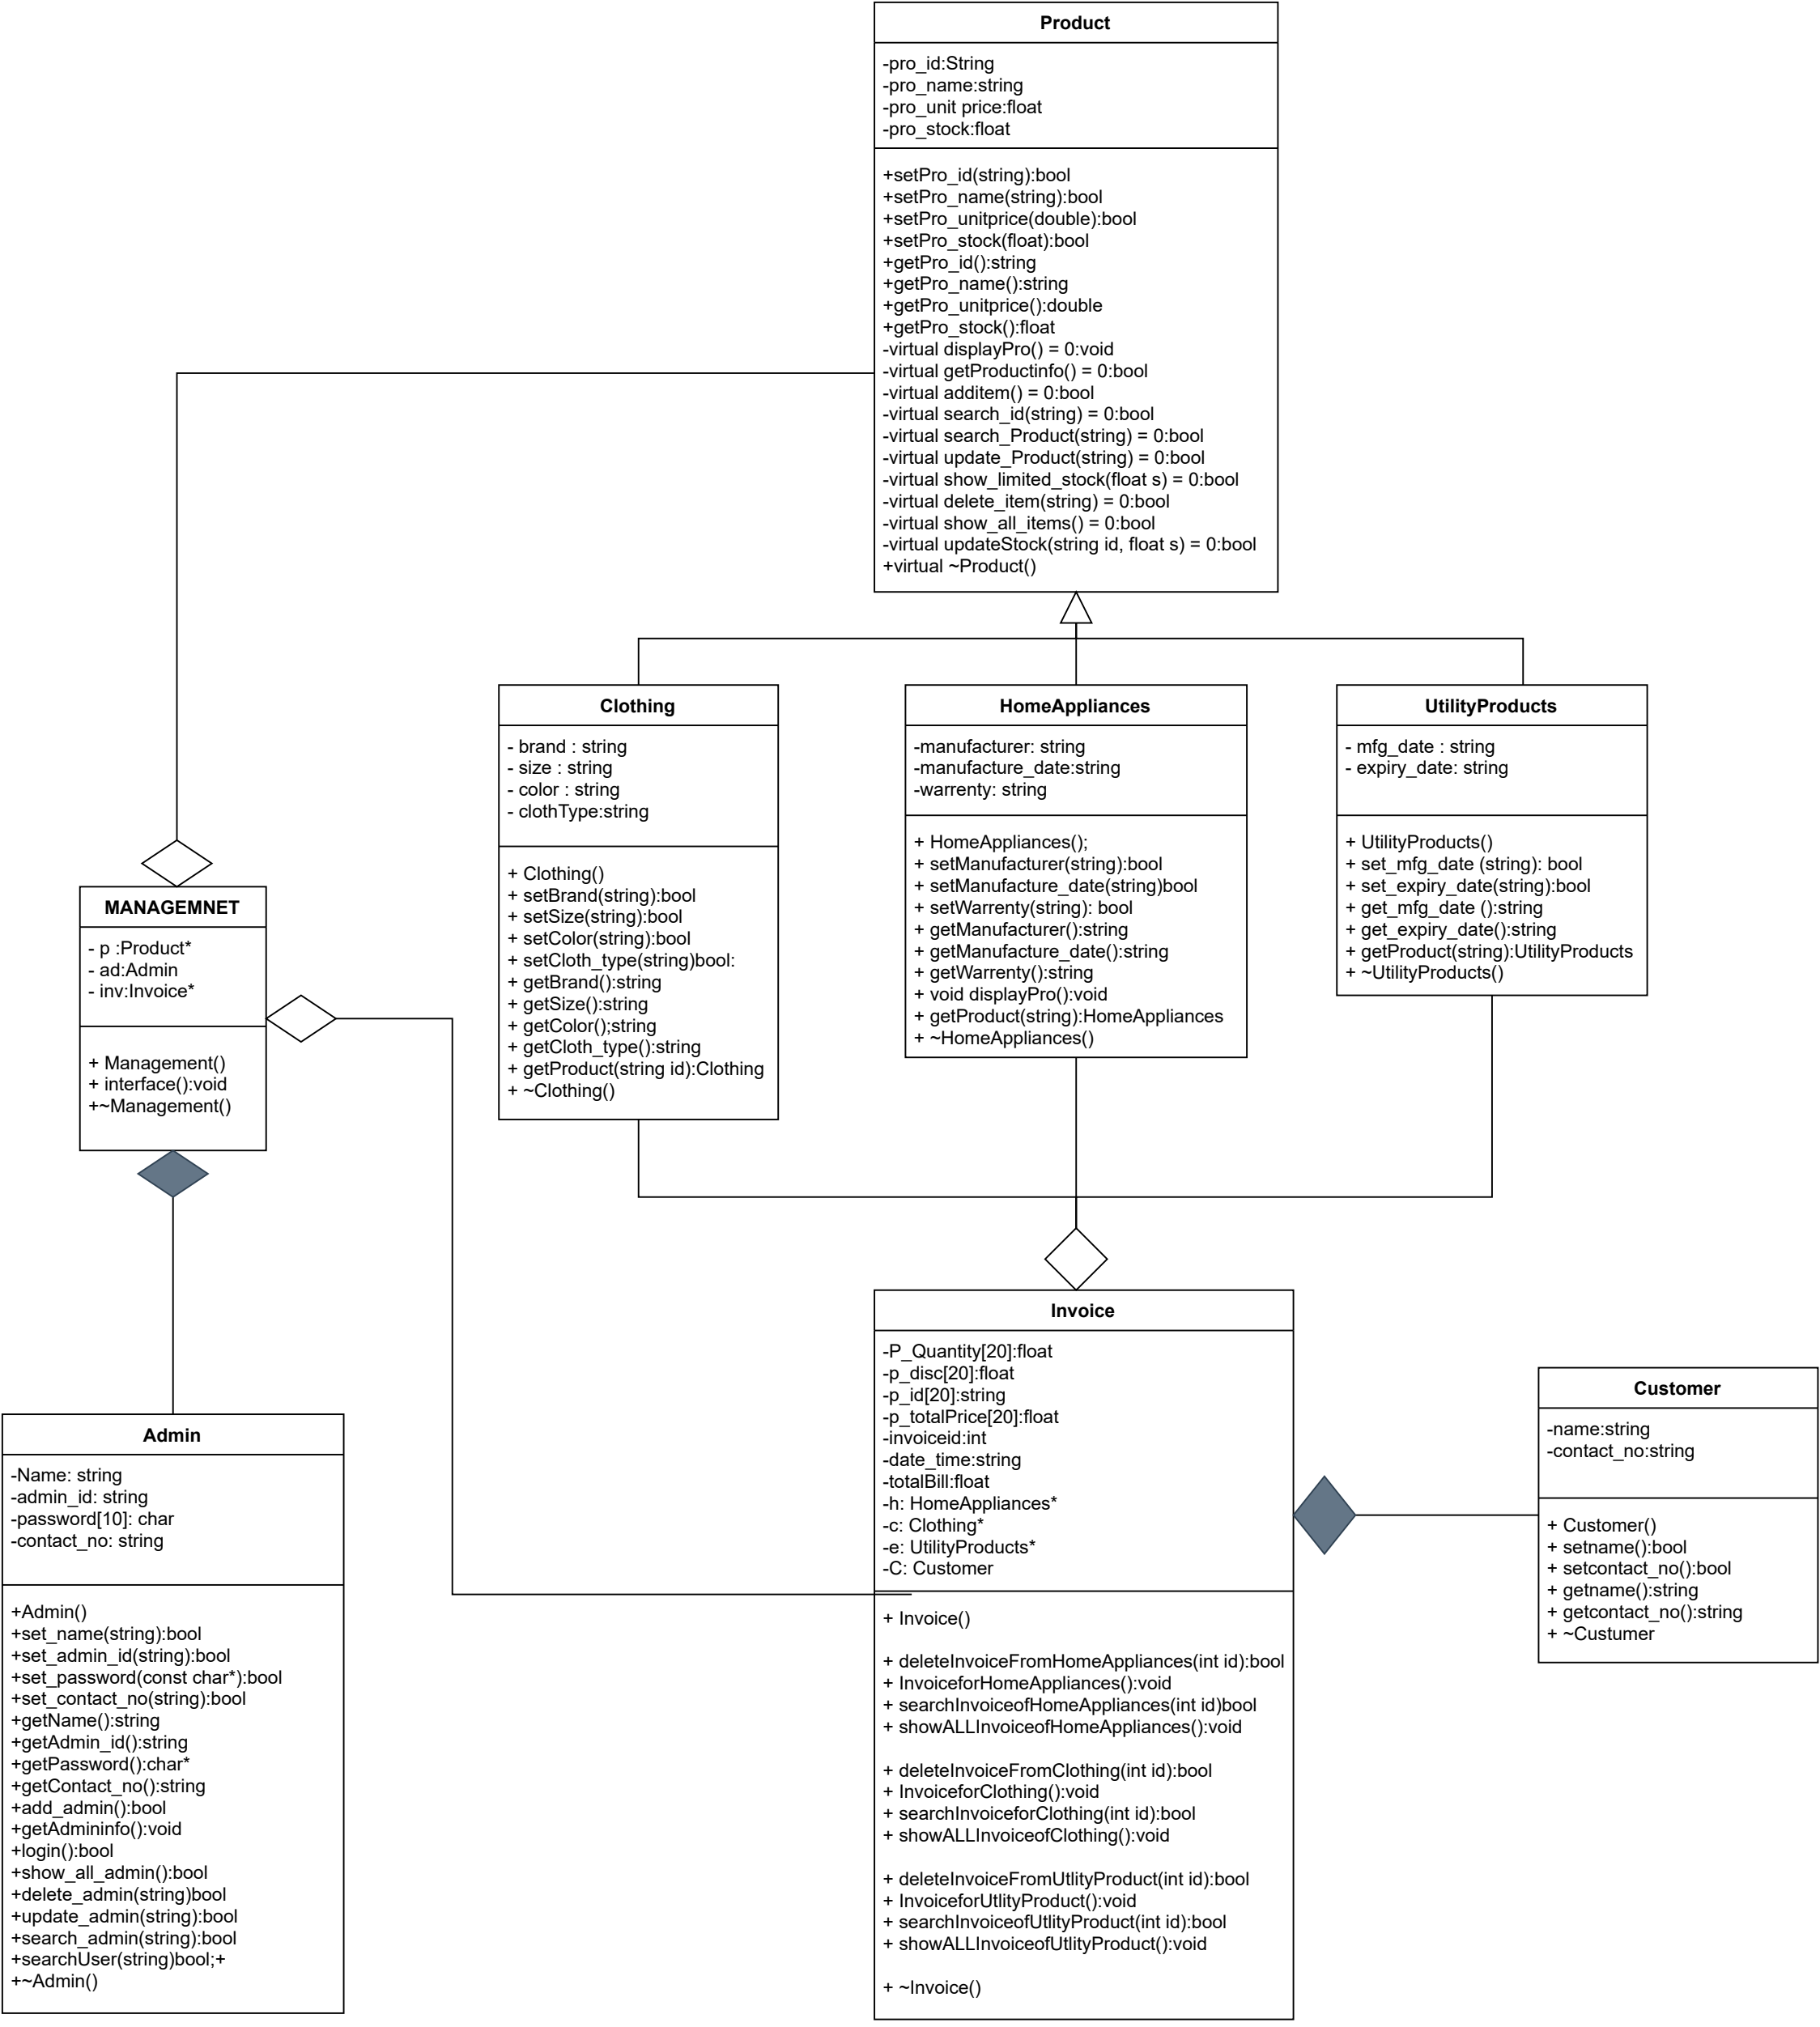 Product
-pro_id:String
-pro_name:string
-pro_unit price:float
-pro_stock:float
+setPro_id(string):bool
+setPro_name(string):bool
+setPro_unitprice(double):bool
+setPro_stock(float):bool
+getPro_id():string
+getPro_name():string
+getPro_unitprice():double
+getPro_stock():float
-virtual displayPro() = 0:void
-virtual getProductinfo() = 0:bool
-virtual additem() = 0:bool
-virtual search_id(string) = 0:bool
-virtual search_Product(string) = 0:bool
-virtual update_Product(string) = 0:bool
-virtual show_limited_stock(float s) = 0:bool
-virtual delete_item(string) = 0:bool
-virtual show_all_items() = 0:bool
-virtual updateStock(string id, float s) = 0:bool
+virtual ~Product()
Clothing
- brand : string
- size : string
- color : string
- clothType:string
+ Clothing()
+ setBrand(string):bool
+ setSize(string):bool
+ setColor(string):bool
+ setCloth_type(string)bool:
+ getBrand():string
+ getSize():string
+ getColor();string
+ getCloth_type():string
+ getProduct(string id):Clothing
+ ~Clothing()
HomeAppliances
-manufacturer: string
-manufacture_date:string
-warrenty: string
+ HomeAppliances();
+ setManufacturer(string):bool
+ setManufacture_date(string)bool
+ setWarrenty(string): bool
+ getManufacturer():string
+ getManufacture_date():string
+ getWarrenty():string
+ void displayPro():void
+ getProduct(string):HomeAppliances
+ ~HomeAppliances()
UtilityProducts
- mfg_date : string
- expiry_date: string
+ UtilityProducts()
+ set_mfg_date (string): bool
+ set_expiry_date(string):bool
+ get_mfg_date ():string
+ get_expiry_date():string
+ getProduct(string):UtilityProducts
+ ~UtilityProducts()
MANAGEMNET
- p :Product*
- ad:Admin
- inv:Invoice*
+ Management()
+ interface():void
+~Management()
Invoice
-P_Quantity[20]:float
-p_disc[20]:float
-p_id[20]:string
-p_totalPrice[20]:float
-invoiceid:int
-date_time:string
-totalBill:float
-h: HomeAppliances*
-c: Clothing*
-e: UtilityProducts*
-C: Customer
+ Invoice()
+ deleteInvoiceFromHomeAppliances(int id):bool
+ InvoiceforHomeAppliances():void
+ searchInvoiceofHomeAppliances(int id)bool
+ showALLInvoiceofHomeAppliances():void
+ deleteInvoiceFromClothing(int id):bool
+ InvoiceforClothing():void
+ searchInvoiceforClothing(int id):bool
+ showALLInvoiceofClothing():void
+ deleteInvoiceFromUtlityProduct(int id):bool
+ InvoiceforUtlityProduct():void
+ searchInvoiceofUtlityProduct(int id):bool
+ showALLInvoiceofUtlityProduct():void
+ ~Invoice()
Customer
-name:string
-contact_no:string
+ Customer()
+ setname():bool
+ setcontact_no():bool
+ getname():string
+ getcontact_no():string
+ ~Custumer
Admin
-Name: string
-admin_id: string
-password[10]: char
-contact_no: string
+Admin()
+set_name(string):bool
+set_admin_id(string):bool
+set_password(const char*):bool
+set_contact_no(string):bool
+getName():string
+getAdmin_id():string
+getPassword():char*
+getContact_no():string
+add_admin():bool
+getAdmininfo():void
+login():bool
+show_all_admin():bool
+delete_admin(string)bool
+update_admin(string):bool
+search_admin(string):bool
+searchUser(string)bool;+
+~Admin()